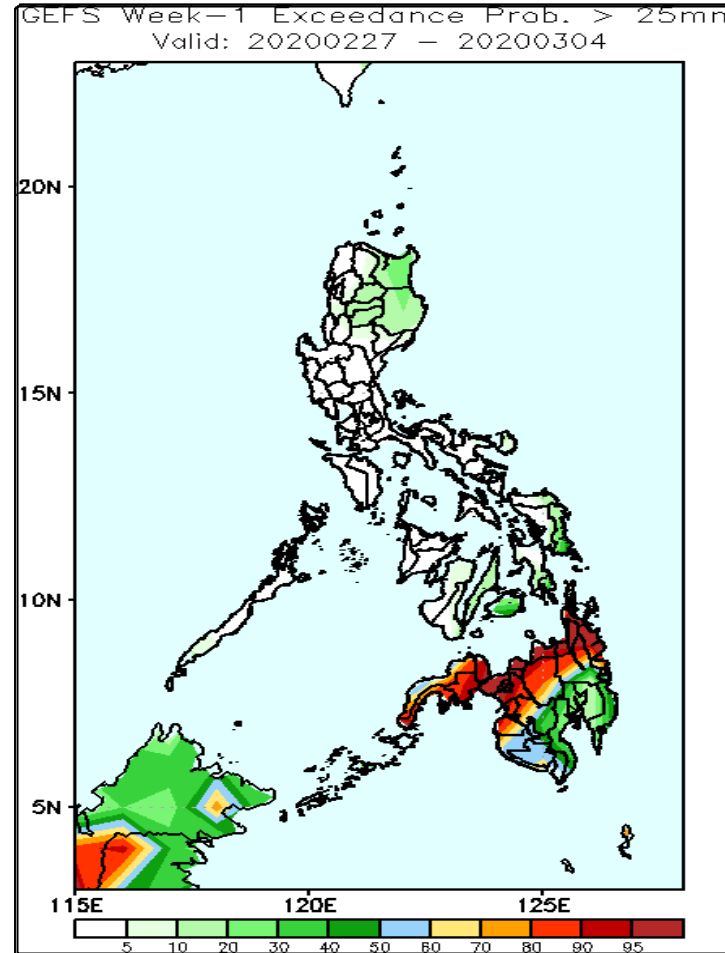 GEFS Week-1 Exceedance Prob. > 25mm
Valid: 20200227 - 20200304
20N
15N
10N
5N
115E 120E 125E
5 10 20 30 40 50 60 70 80 90 95